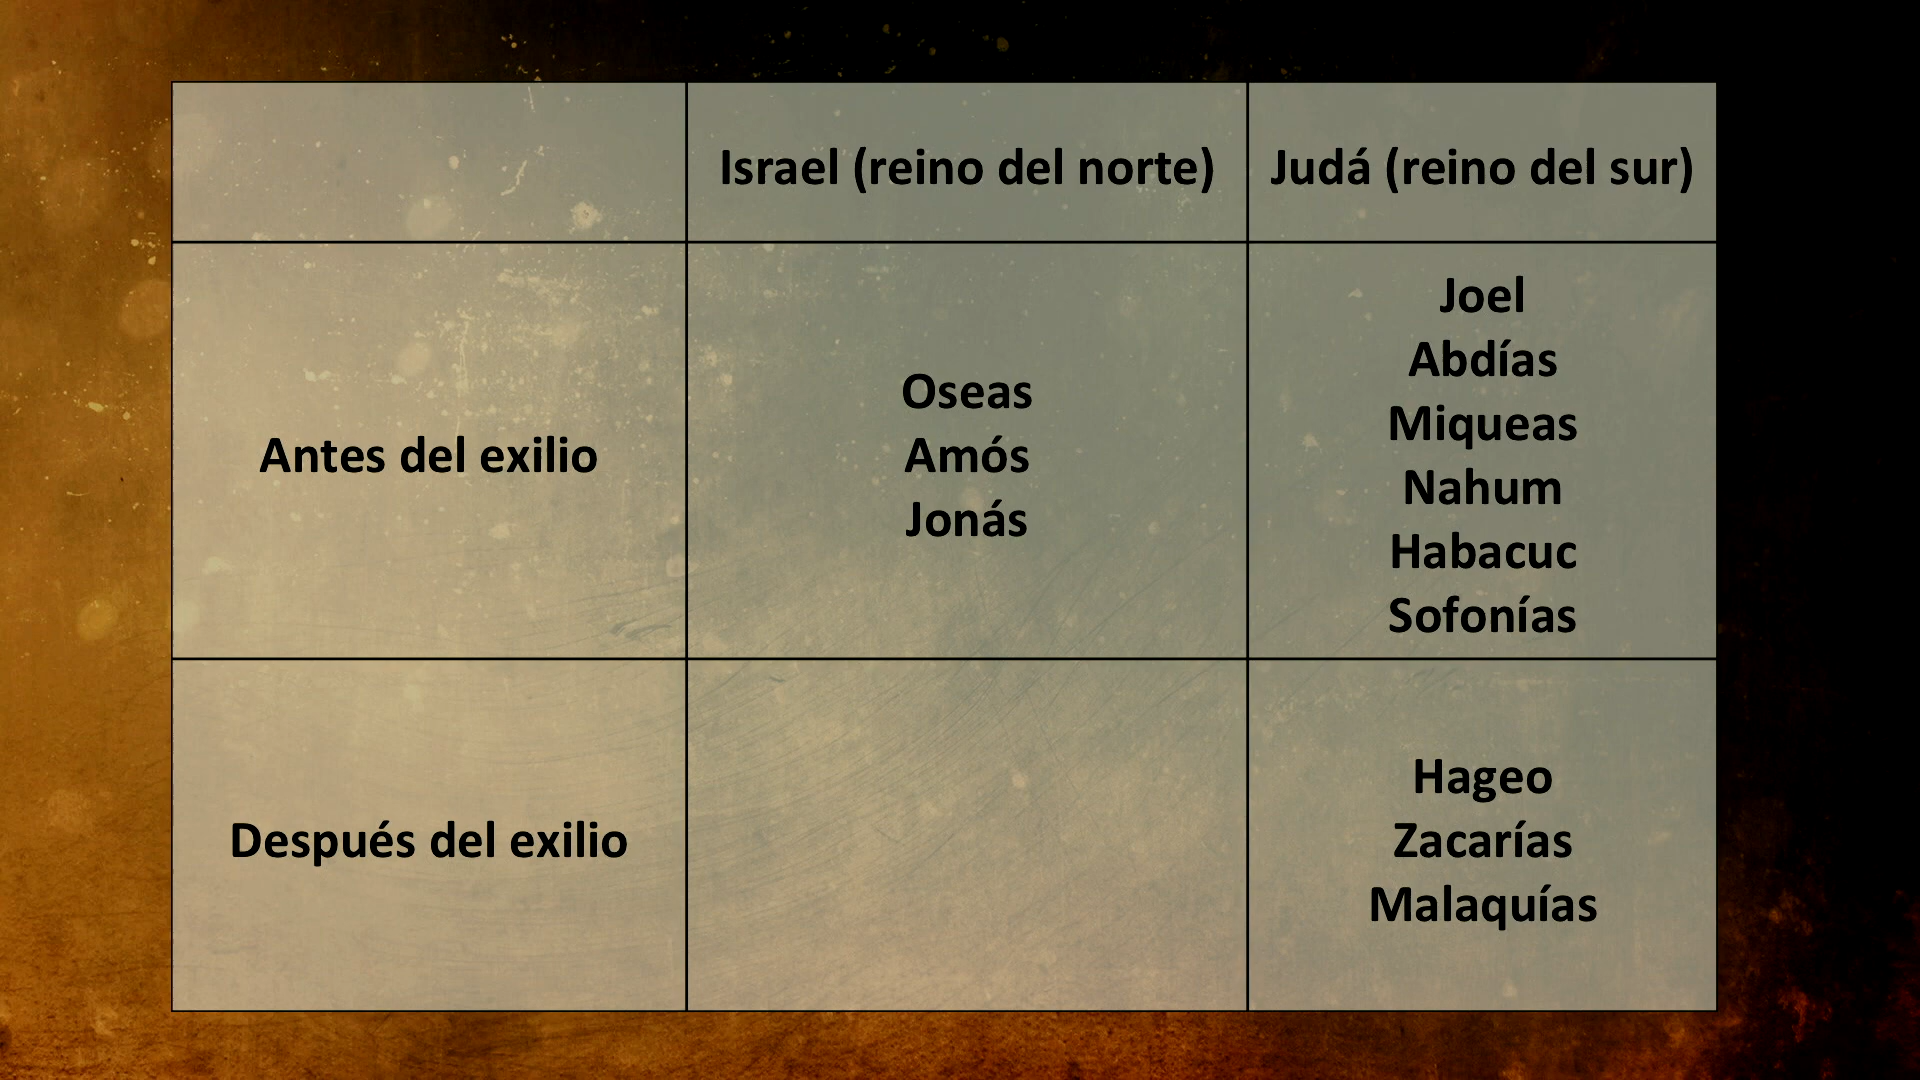 Israel (reino del norte)
Judá (reino del sur)
Antes del exilio
Oseas
Amós
Jonás
Joel
Abdías
Miqueas
Nahum
Habacuc
Sofonías
Después del exilio
Hageo
Zacarías
Malaquías